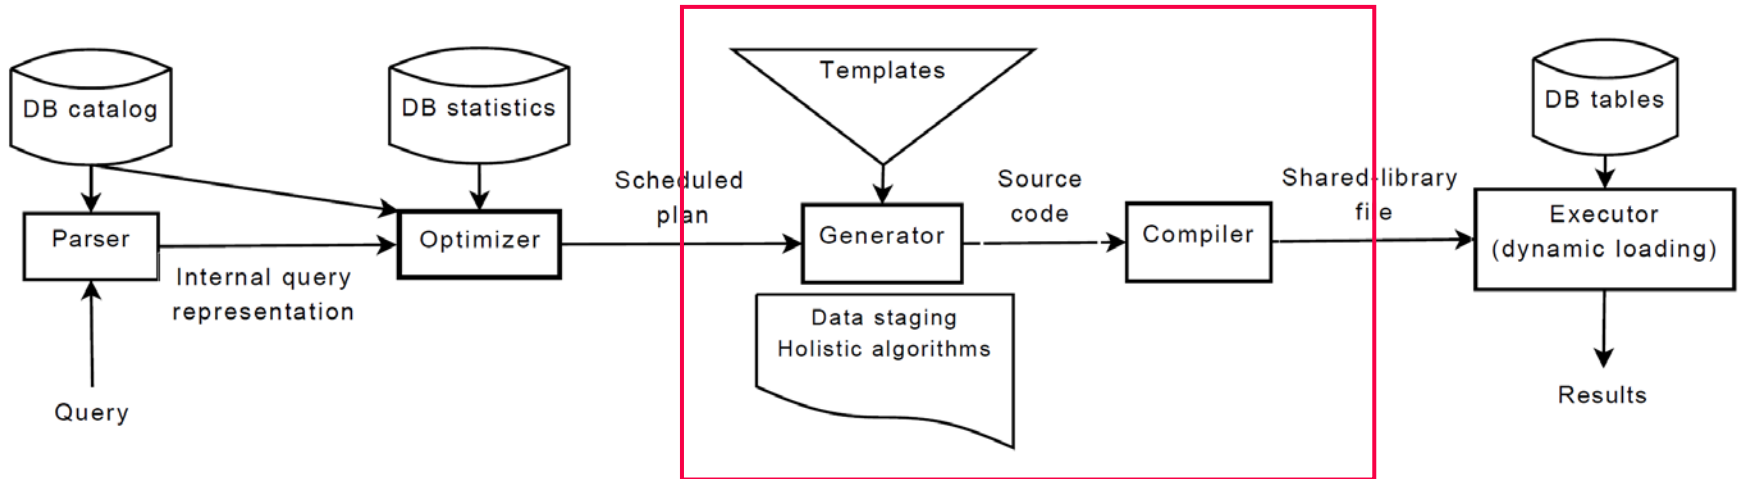 DB catalog
DB statistics
Templates
DB tables
Scheduled
plan
Source
code
Shared-library
file
Parser
Optimizer
Generator
Compiler
Executor
(dynamic loading)
Internal query
representation
Data staging
Holistic algorithms
Query
Results